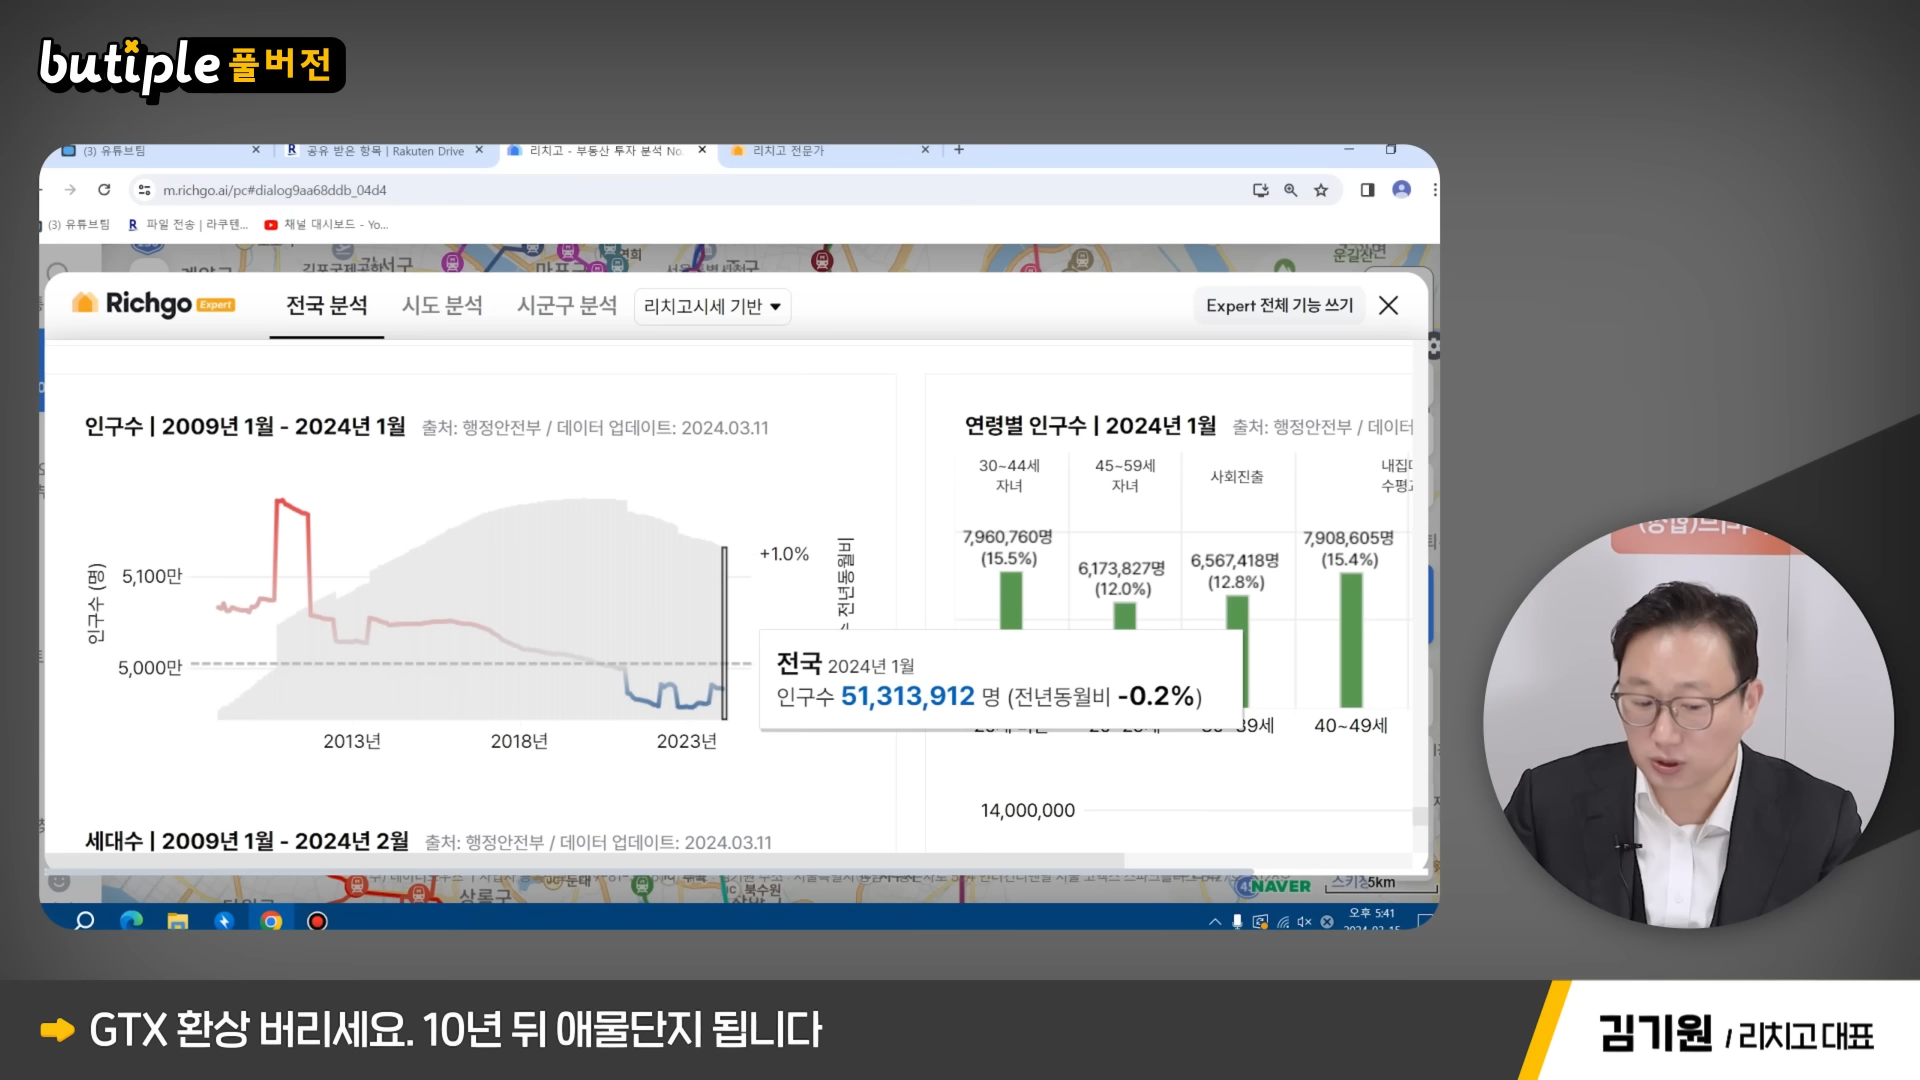 butiple 풀버전
(3) 유튜브팀
공유 받은 항목 | Rakuten Drive
리치고 - 부동산 투자 분석 No.
리치고 전문가
m.richgo.ai/pc#dialog9aa68ddb_04d4
(3) 유튜브팀
파일 전송 | 라쿠텐...
채널 대시보드 - Yo...
Richgo Expert
전국 분석
시도 분석
시군구 분석
리치고시세 기반
Expert 전체 기능 쓰기
인구수 | 2009년 1월 - 2024년 1월 출처: 행정안전부 / 데이터 업데이트: 2024.03.11
인구수 (명)
5,100만
5,000만
+1.0%
전년동월비
2013년
2018년
2023년
연령별 인구수 | 2024년 1월 출처: 행정안전부 / 데이터
30~44세
자녀
45~59세
자녀
사회진출
7,960,760명
(15.5%)
6,173,827명
(12.0%)
6,567,418명
(12.8%)
7,908,605명
(15.4%)
전국 2024년 1월
인구수 51,313,912 명 (전년동월비 -0.2%)
39세
40~49세
14,000,000
세대수 | 2009년 1월 - 2024년 2월 출처: 행정안전부 / 데이터 업데이트: 2024.03.11
상록구
북수원
NAVER
5km
오후 5:41
GTX 환상 버리세요. 10년 뒤 애물단지 됩니다
김기원 / 리치고 대표